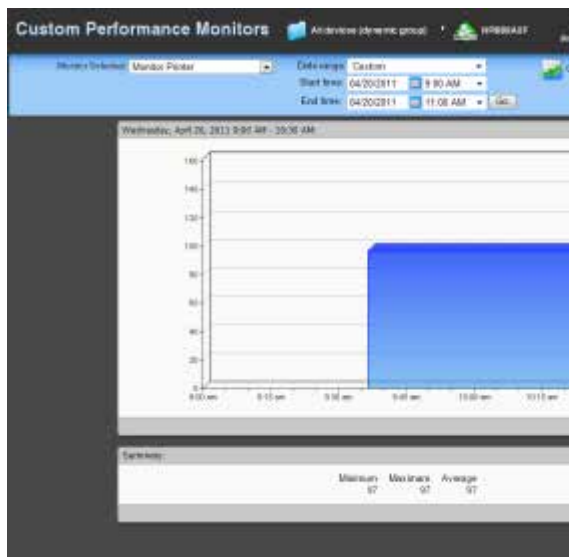 Custom Performance Monitors
All devices (dynamic group)
Monitor Selected: Monitor Printer
Date range: Custom
Start time: 04/20/2011 9:00 AM
End time: 04/20/2011 11:00 AM Go
Wednesday, April 20, 2011 9:00 AM - 10:30 AM
160
140
120
100
80
60
40
20
0
9:00 am 9:15 am 9:30 am 9:45 am 10:00 am 10:15 am
Summary
Minimum Maximum Average
97 97 97